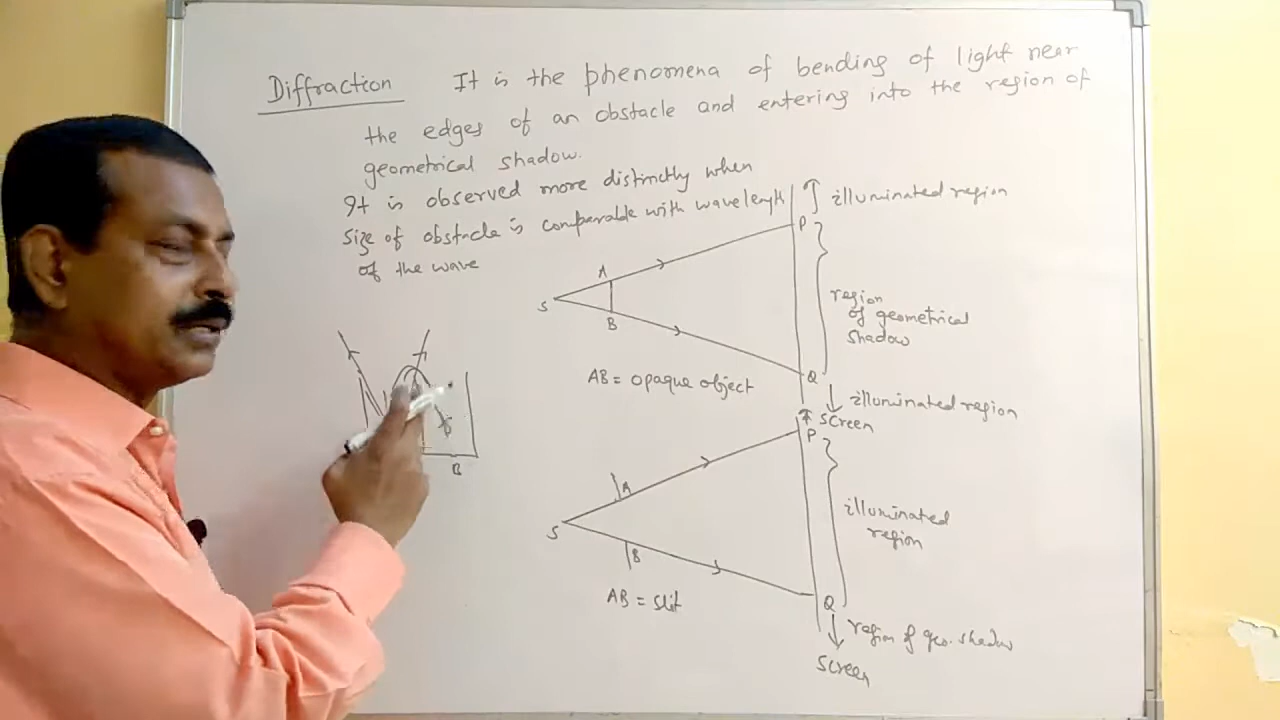 Diffraction It is the phenomena of bending of light near
the edges of an obstacle and entering into the region of
geometrical shadow.
It is observed more distinctly when
size of obstacle is comparable with wavelength
of the wave
illuminated region
P
A
S
B
region
of geometrical
shadow
AB = opaque object
Q
illuminated region
screen
P
A
S
B
illuminated
region
AB = slit
Q
region of geo. shadow
screen
B